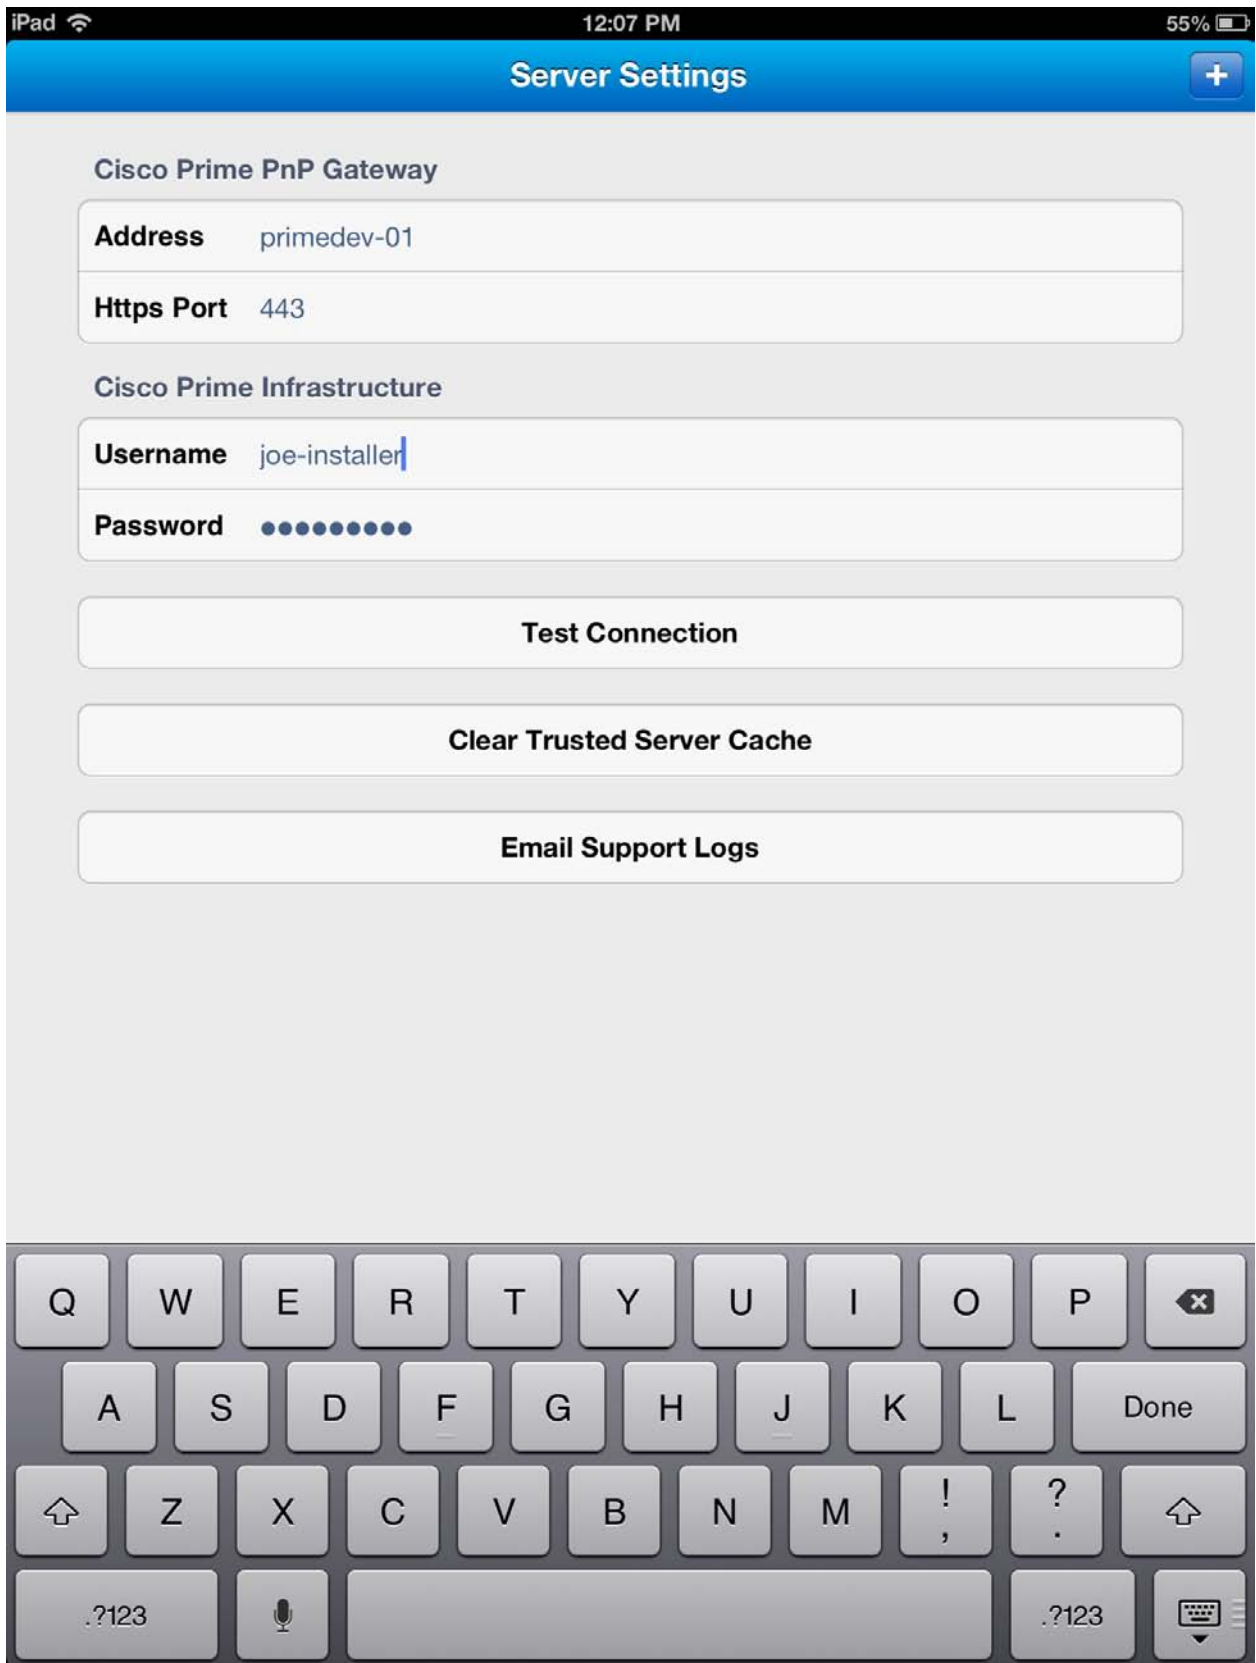 iPad 12:07 PM 55%
Server Settings +
Cisco Prime PnP Gateway
Address primedev-01
Https Port 443
Cisco Prime Infrastructure
Username joe-installer
Password ●●●●●●●●●
Test Connection
Clear Trusted Server Cache
Email Support Logs
Q W E R T Y U I O P
A S D F G H J K L Done
Z X C V B N M ! , ? .
.?123 .?123